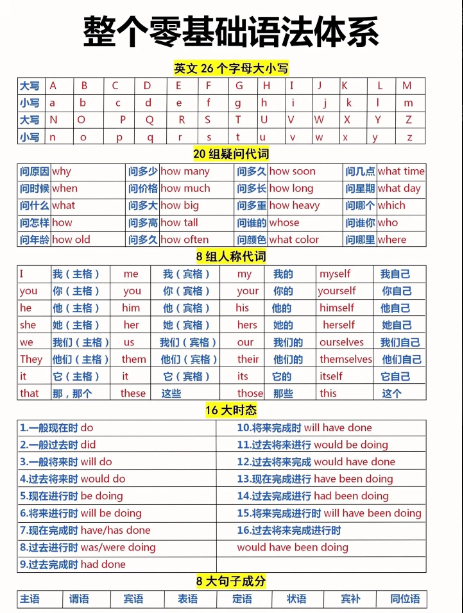 整个零基础语法体系
英文26个字母大小写
大写 A B C D E F G H I J K L M
小写 a b c d e f g h i j k l m
大写 N O P Q R S T U V W X Y Z
小写 n o p q r s t u v w x y z
20组疑问代词
问原因 why 问多少 how many 问多久 how soon 问几点 what time
问时候 when 问价格 how much 问多长 how long 问星期 what day
问什么 what 问多大 how big 问多重 how heavy 问哪个 which
问怎样 how 问多高 how tall 问谁的 whose 问谁你 who
问年龄 how old 问多久 how often 问颜色 what color 问哪里 where
8组人称代词
I 我（主格） me 我（宾格） my 我的 myself 我自己
you 你（主格） you 你（宾格） your 你的 yourself 你自己
he 他（主格） him 他（宾格） his 他的 himself 他自己
she 她（主格） her 她（宾格） hers 她的 herself 她自己
we 我们（主格） us 我们（宾格） our 我们的 ourselves 我们自己
They 他们（主格） them 他们（宾格） their 他们的 themselves 他们自己
it 它（主格） it 它（宾格） its 它的 itself 它自己
that 那，那个 these 这些 those 那些 this 这个
16大时态
1.一般现在时 do 10.将来完成时 will have done
2.一般过去时 did 11.过去将来进行 would be doing
3.一般将来时 will do 12.过去将来完成 would have done
4.过去将来时 would do 13.现在完成进行 have been doing
5.现在进行时 be doing 14.过去完成进行 had been doing
6.将来进行时 will be doing 15.将来完成进行时 will have been doing
7.现在完成时 have/has done 16.过去将来完成进行时
8.过去进行时 was/were doing would have been doing
9.过去完成时 had done
8大句子成分
主语 谓语 宾语 表语 定语 状语 宾补 同位语